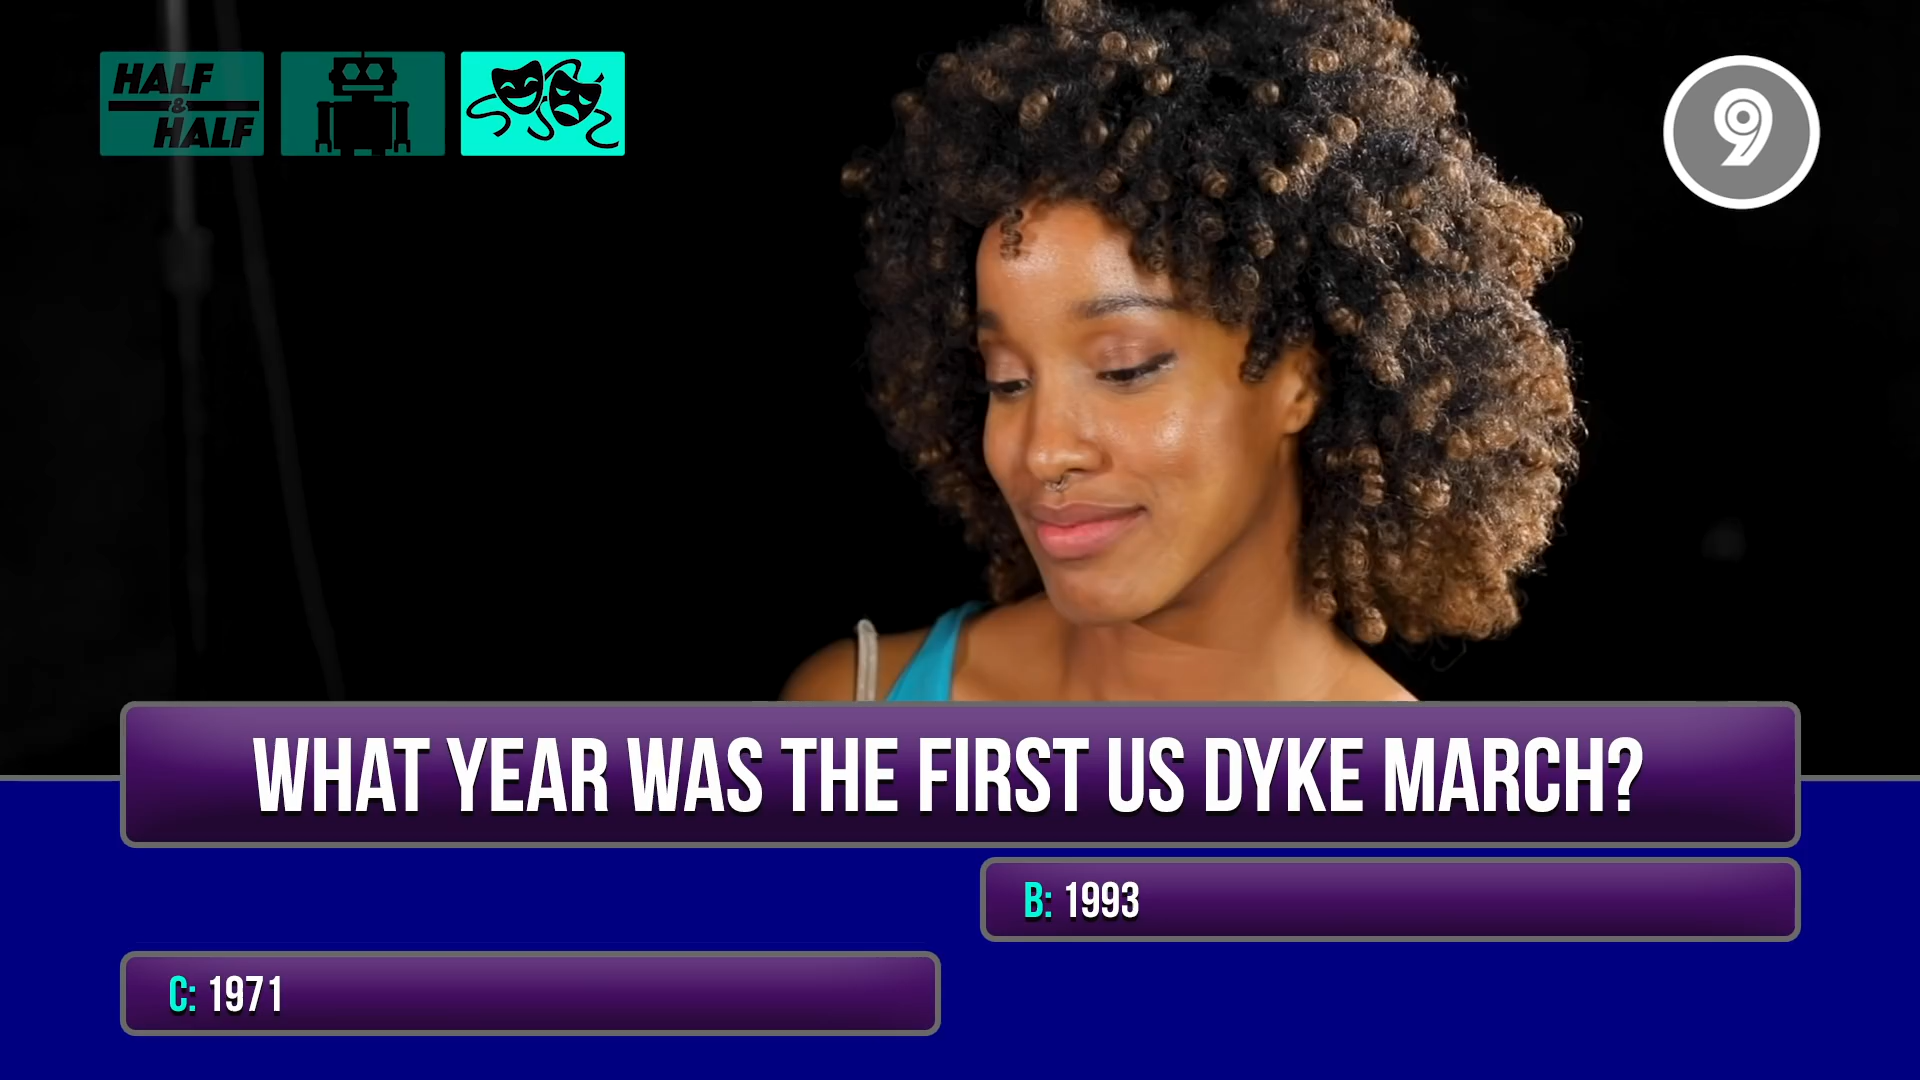 HALF
&
HALF
9
WHAT YEAR WAS THE FIRST US DYKE MARCH?
B: 1993
C: 1971